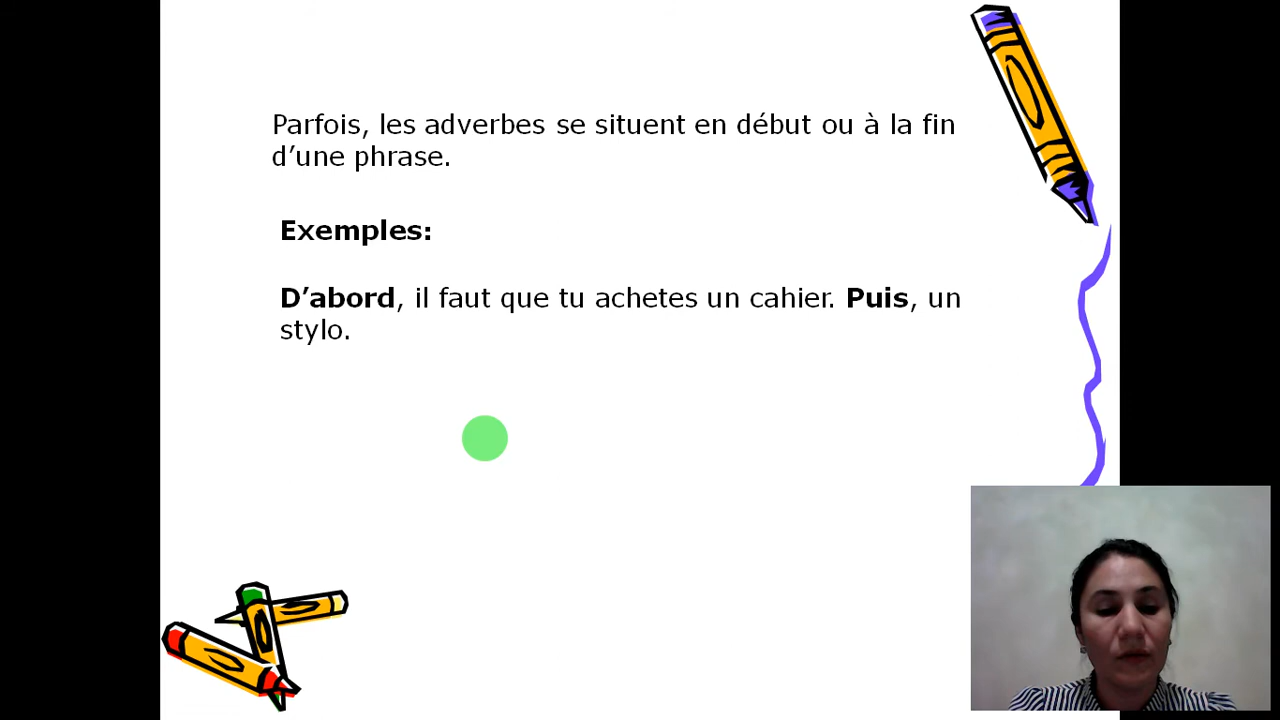 Parfois, les adverbes se situent en début ou à la fin
d’une phrase.
Exemples:
D’abord, il faut que tu achetes un cahier. Puis, un
stylo.